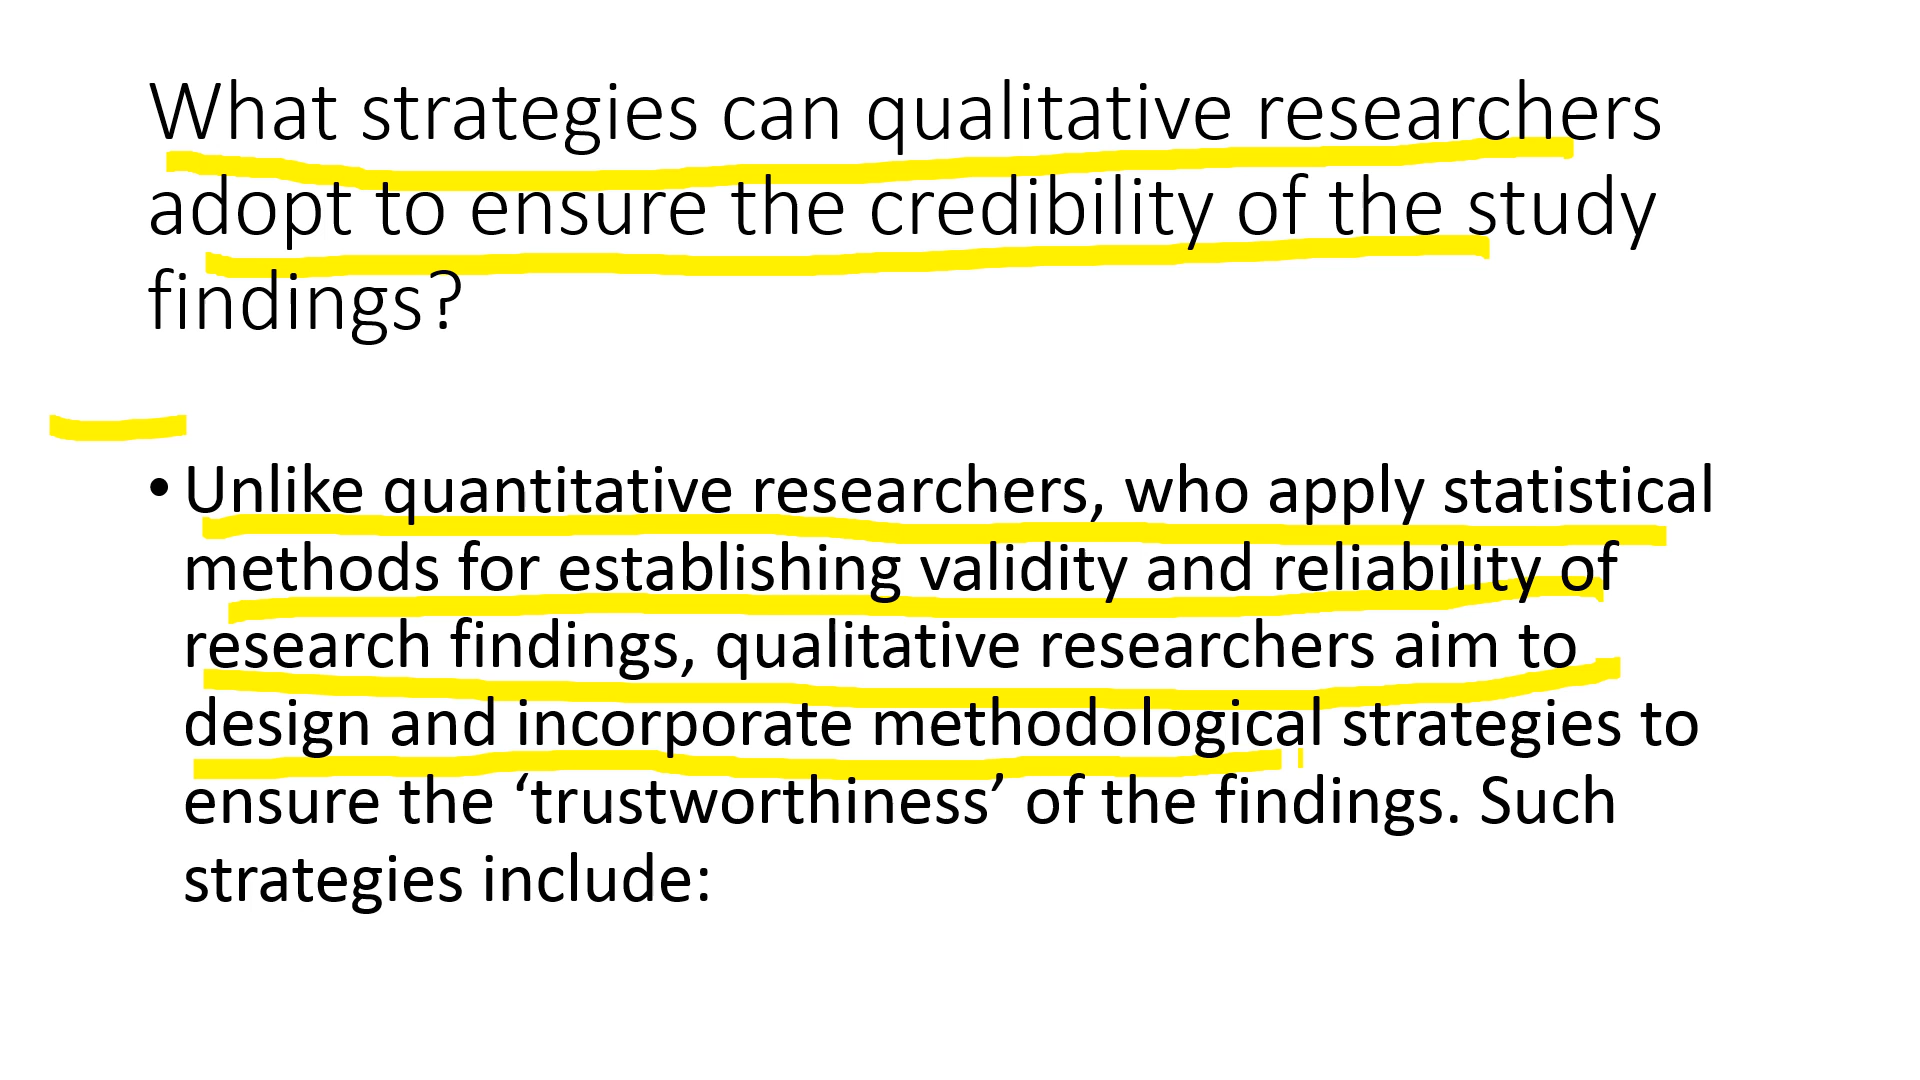 What strategies can qualitative researchers
adopt to ensure the credibility of the study
findings?
• Unlike quantitative researchers, who apply statistical
methods for establishing validity and reliability of
research findings, qualitative researchers aim to
design and incorporate methodological strategies to
ensure the ‘trustworthiness’ of the findings. Such
strategies include: